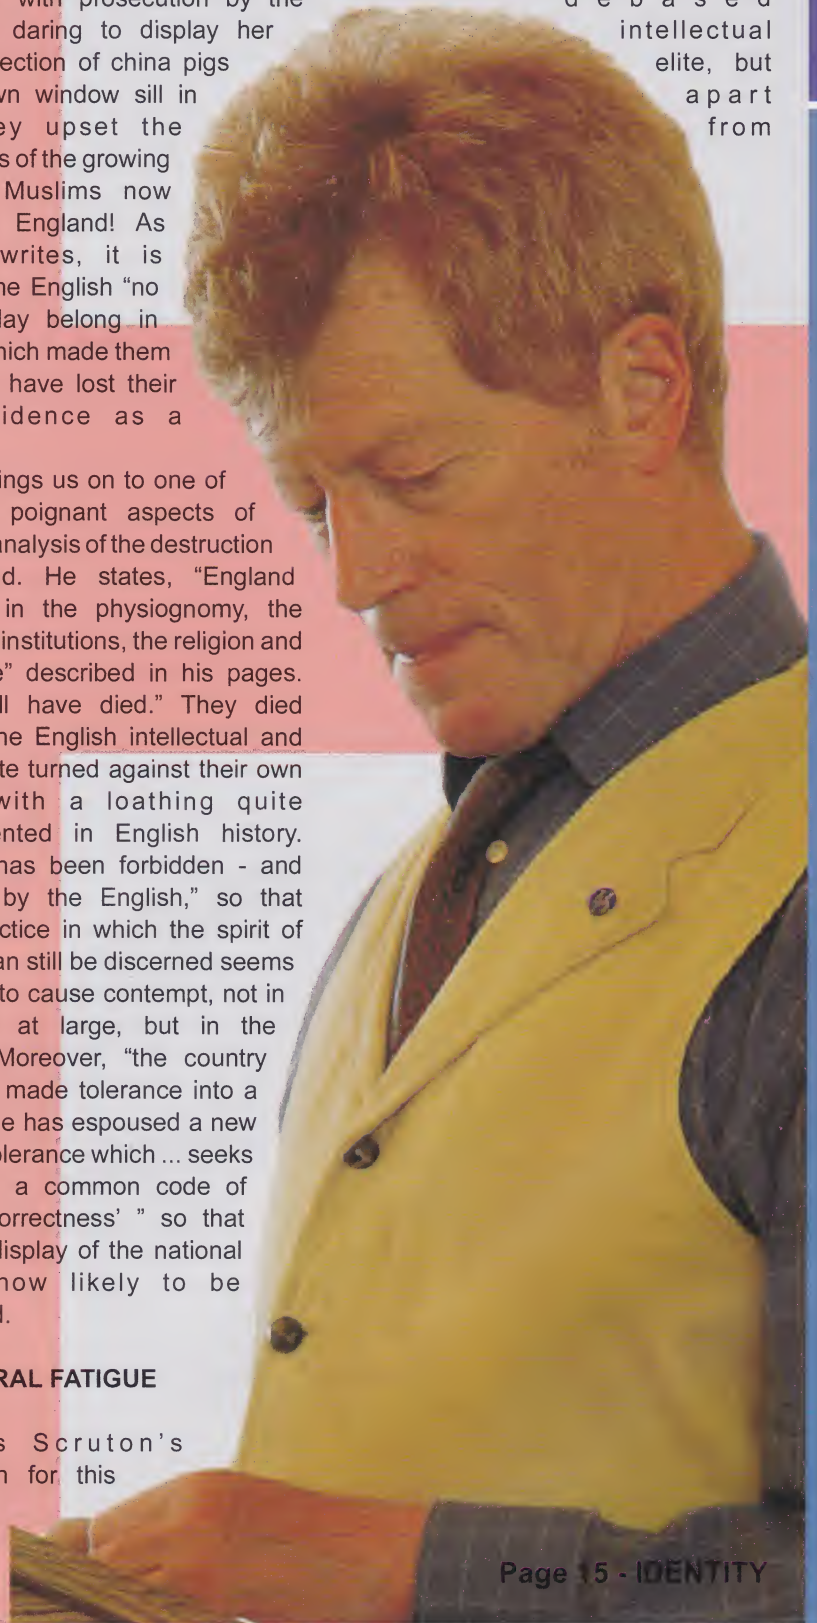 with prosecution by the
daring to display her
ection of china pigs
wn window sill in
ey upset the
s of the growing
Muslims now
England! As
writes, it is
he English “no
lay belong in
hich made them
have lost their
idence as a
ings us on to one of
poignant aspects of
analysis of the destruction
d. He states, “England
in the physiognomy, the
institutions, the religion and
e” described in his pages.
ll have died.” They died
he English intellectual and
te turned against their own
with a loathing quite
ented in English history.
has been forbidden - and
by the English,” so that
ctice in which the spirit of
an still be discerned seems
to cause contempt, not in
at large, but in the
Moreover, “the country
made tolerance into a
e has espoused a new
olerance which ... seeks
a common code of
orrectness’ ” so that
display of the national
now likely to be
d.
RAL FATIGUE
s Scruton’s
n for this
debased
intellectual
elite, but
apart
from
Page 15 - IDENTITY